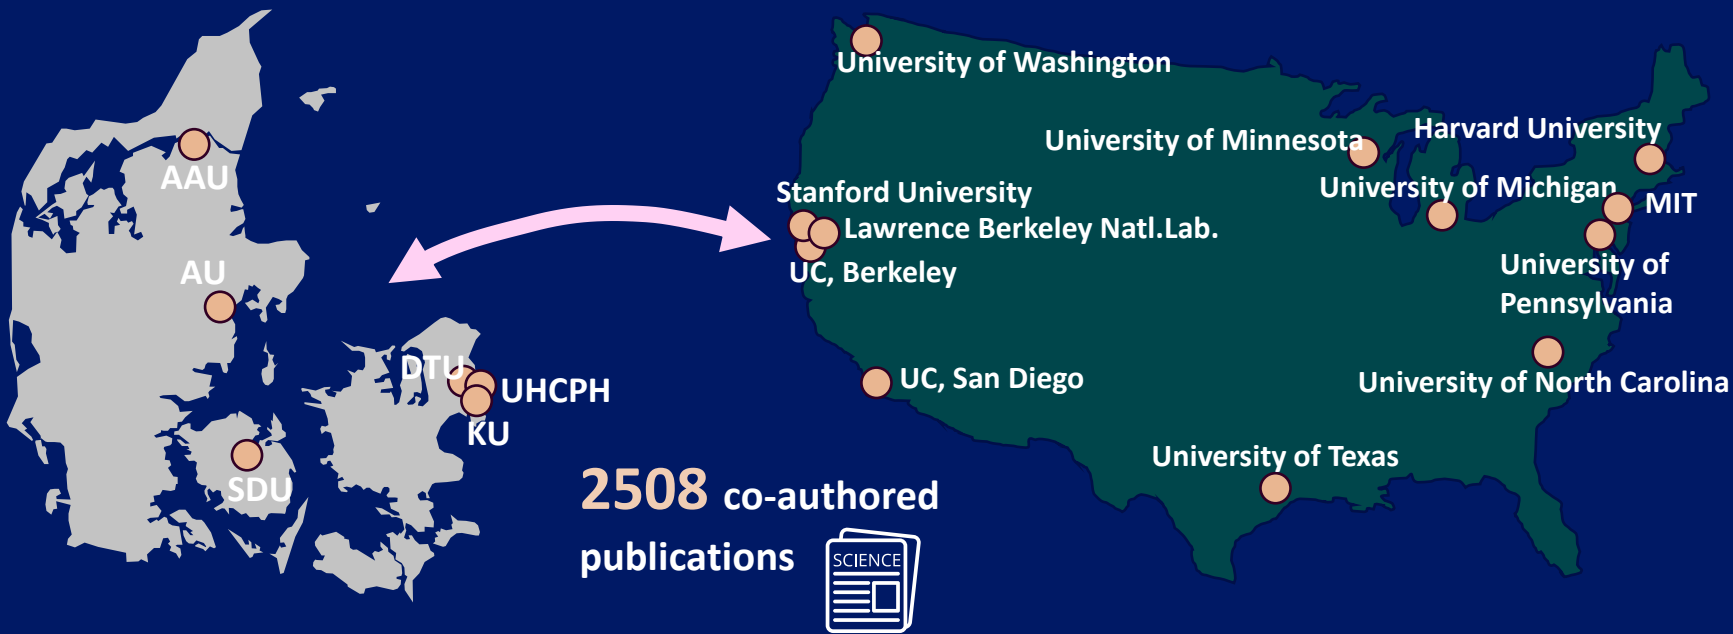 AAU
AU
DTU
UHCPH
KU
SDU
2508 co-authored
publications
SCIENCE
University of Washington
University of Minnesota
Harvard University
Stanford University
University of Michigan
MIT
Lawrence Berkeley Natl.Lab.
UC, Berkeley
University of
Pennsylvania
UC, San Diego
University of North Carolina
University of Texas